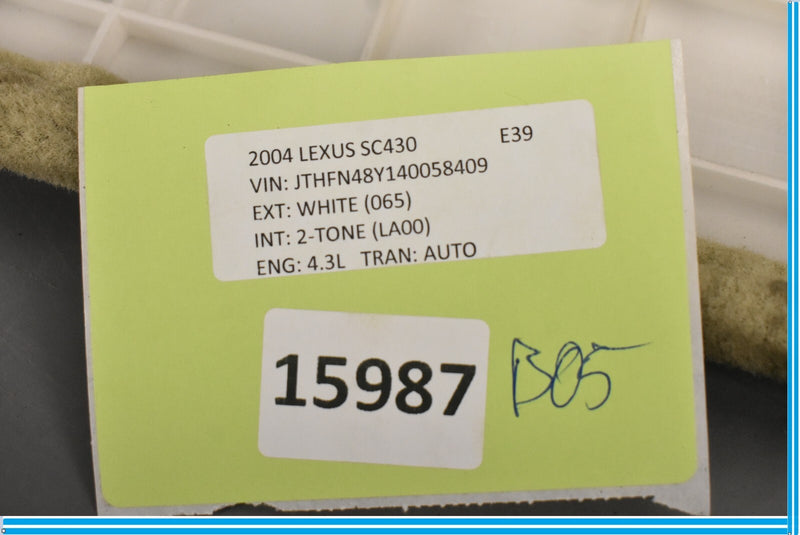 2004 LEXUS SC430 E39
VIN: JTHFN48Y140058409
EXT: WHITE (065)
INT: 2-TONE (LA00)
ENG: 4.3L TRAN: AUTO
15987 B05